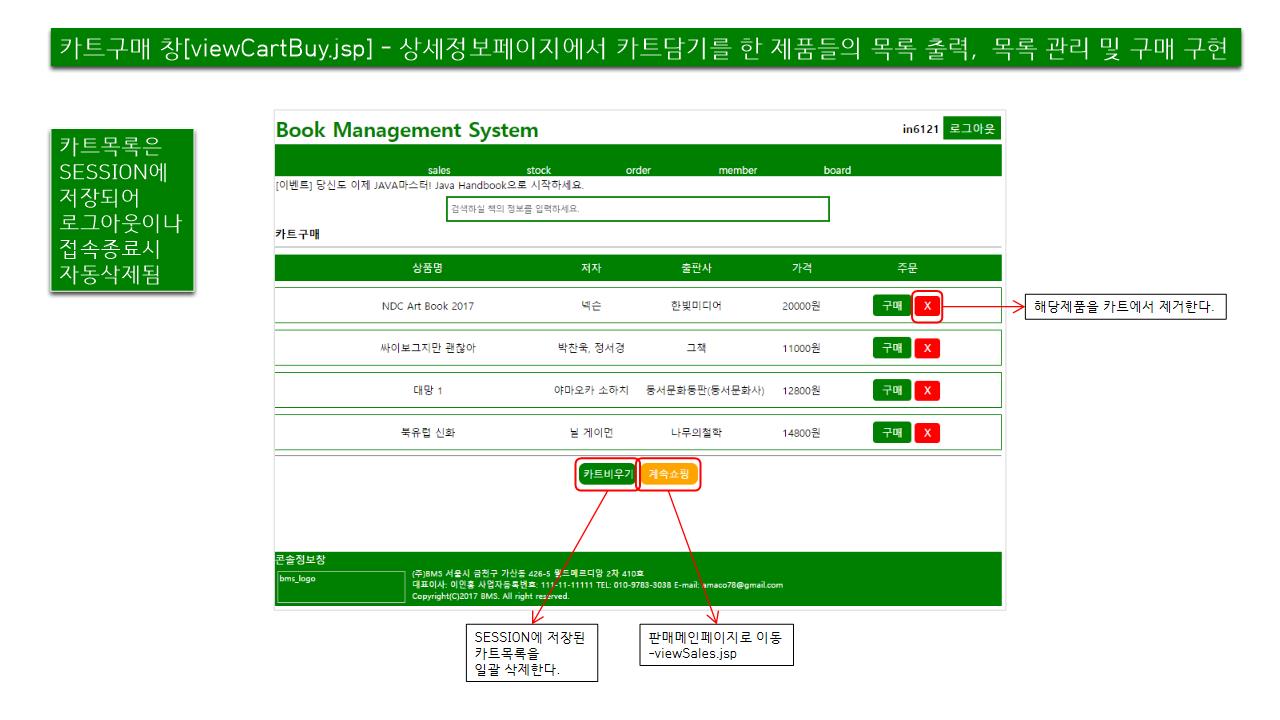 카트구매 창[viewCartBuy.jsp] - 상세정보페이지에서 카트담기를 한 제품들의 목록 출력, 목록 관리 및 구매 구현
카트목록은
SESSION에
저장되어
로그아웃이나
접속종료시
자동삭제됨
Book Management System
in6121 로그아웃
sales stock order member board
[이벤트] 당신도 이제 JAVA마스터! Java Handbook으로 시작하세요.
검색하실 책의 정보를 입력하세요.
카트구매
상품명 저자 출판사 가격 주문
NDC Art Book 2017 넥슨 한빛미디어 20000원 구매 X
해당제품을 카트에서 제거한다.
싸이보그지만 괜찮아 박찬욱, 정서경 그책 11000원 구매 X
대망 1 야마오카 소하치 동서문화동판(동서문화사) 12800원 구매 X
북유럽 신화 닐 게이먼 나무의철학 14800원 구매 X
카트비우기 계속쇼핑
콘솔정보창
bms_logo
(주)BMS 서울시 금천구 가산동 426-5 월드메르디앙 2차 410호
대표이사: 이인홍 사업자등록번호: 111-11-11111 TEL: 010-9783-3038 E-mail: amaco78@gmail.com
Copyright(C)2017 BMS. All right reserved.
SESSION에 저장된
카트목록을
일괄 삭제한다.
판매메인페이지로 이동
-viewSales.jsp